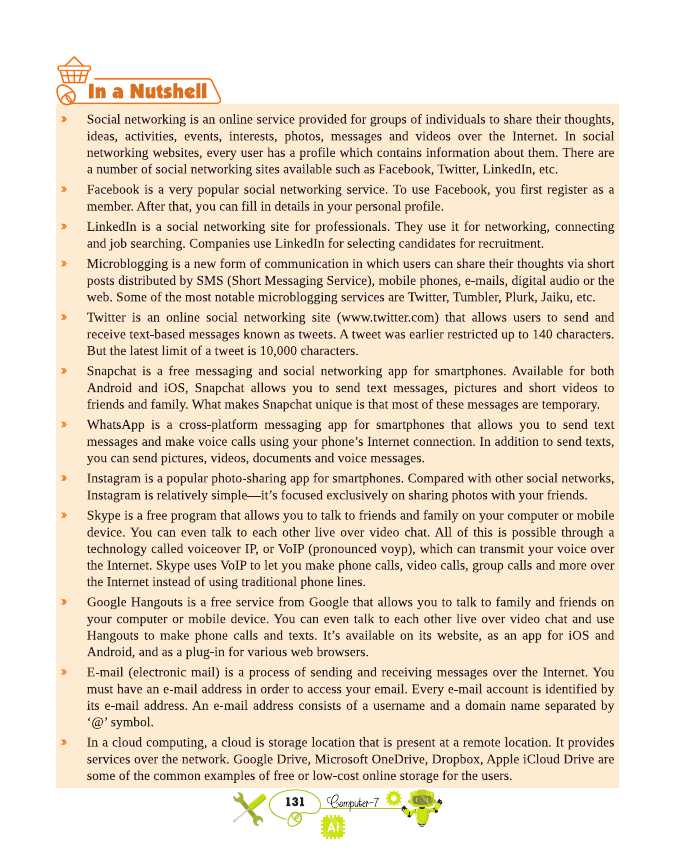 In a Nutshell
Social networking is an online service provided for groups of individuals to share their thoughts,
ideas, activities, events, interests, photos, messages and videos over the Internet. In social
networking websites, every user has a profile which contains information about them. There are
a number of social networking sites available such as Facebook, Twitter, LinkedIn, etc.
Facebook is a very popular social networking service. To use Facebook, you first register as a
member. After that, you can fill in details in your personal profile.
LinkedIn is a social networking site for professionals. They use it for networking, connecting
and job searching. Companies use LinkedIn for selecting candidates for recruitment.
Microblogging is a new form of communication in which users can share their thoughts via short
posts distributed by SMS (Short Messaging Service), mobile phones, e-mails, digital audio or the
web. Some of the most notable microblogging services are Twitter, Tumbler, Plurk, Jaiku, etc.
Twitter is an online social networking site (www.twitter.com) that allows users to send and
receive text-based messages known as tweets. A tweet was earlier restricted up to 140 characters.
But the latest limit of a tweet is 10,000 characters.
Snapchat is a free messaging and social networking app for smartphones. Available for both
Android and iOS, Snapchat allows you to send text messages, pictures and short videos to
friends and family. What makes Snapchat unique is that most of these messages are temporary.
WhatsApp is a cross-platform messaging app for smartphones that allows you to send text
messages and make voice calls using your phone’s Internet connection. In addition to send texts,
you can send pictures, videos, documents and voice messages.
Instagram is a popular photo-sharing app for smartphones. Compared with other social networks,
Instagram is relatively simple—it’s focused exclusively on sharing photos with your friends.
Skype is a free program that allows you to talk to friends and family on your computer or mobile
device. You can even talk to each other live over video chat. All of this is possible through a
technology called voiceover IP, or VoIP (pronounced voyp), which can transmit your voice over
the Internet. Skype uses VoIP to let you make phone calls, video calls, group calls and more over
the Internet instead of using traditional phone lines.
Google Hangouts is a free service from Google that allows you to talk to family and friends on
your computer or mobile device. You can even talk to each other live over video chat and use
Hangouts to make phone calls and texts. It’s available on its website, as an app for iOS and
Android, and as a plug-in for various web browsers.
E-mail (electronic mail) is a process of sending and receiving messages over the Internet. You
must have an e-mail address in order to access your email. Every e-mail account is identified by
its e-mail address. An e-mail address consists of a username and a domain name separated by
‘@’ symbol.
In a cloud computing, a cloud is storage location that is present at a remote location. It provides
services over the network. Google Drive, Microsoft OneDrive, Dropbox, Apple iCloud Drive are
some of the common examples of free or low-cost online storage for the users.
131 Computer-7
AI